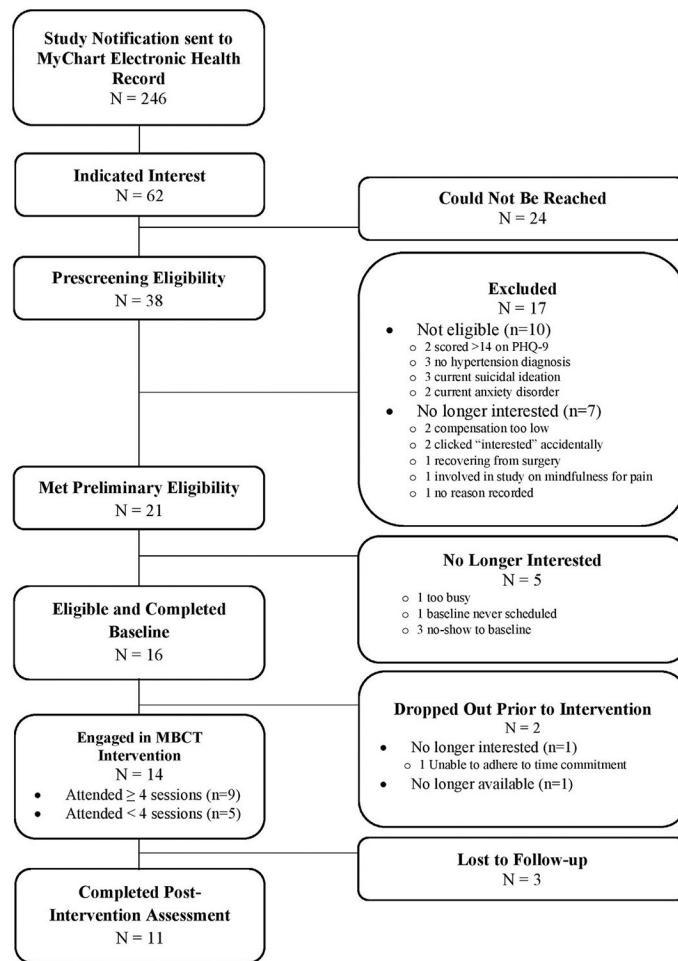 Study Notification sent to
MyChart Electronic Health
Record
N = 246
Indicated Interest
N = 62
Could Not Be Reached
N = 24
Prescreening Eligibility
N = 38
Excluded
N = 17
• Not eligible (n=10)
o 2 scored >14 on PHQ-9
o 3 no hypertension diagnosis
o 3 current suicidal ideation
o 2 current anxiety disorder
• No longer interested (n=7)
o 2 compensation too low
o 2 clicked “interested” accidentally
o 1 recovering from surgery
o 1 involved in study on mindfulness for pain
o 1 no reason recorded
Met Preliminary Eligibility
N = 21
No Longer Interested
N = 5
o 1 too busy
o 1 baseline never scheduled
o 3 no-show to baseline
Eligible and Completed
Baseline
N = 16
Dropped Out Prior to Intervention
N = 2
• No longer interested (n=1)
o 1 Unable to adhere to time commitment
• No longer available (n=1)
Engaged in MBCT
Intervention
N = 14
• Attended ≥ 4 sessions (n=9)
• Attended < 4 sessions (n=5)
Lost to Follow-up
N = 3
Completed Post-
Intervention Assessment
N = 11